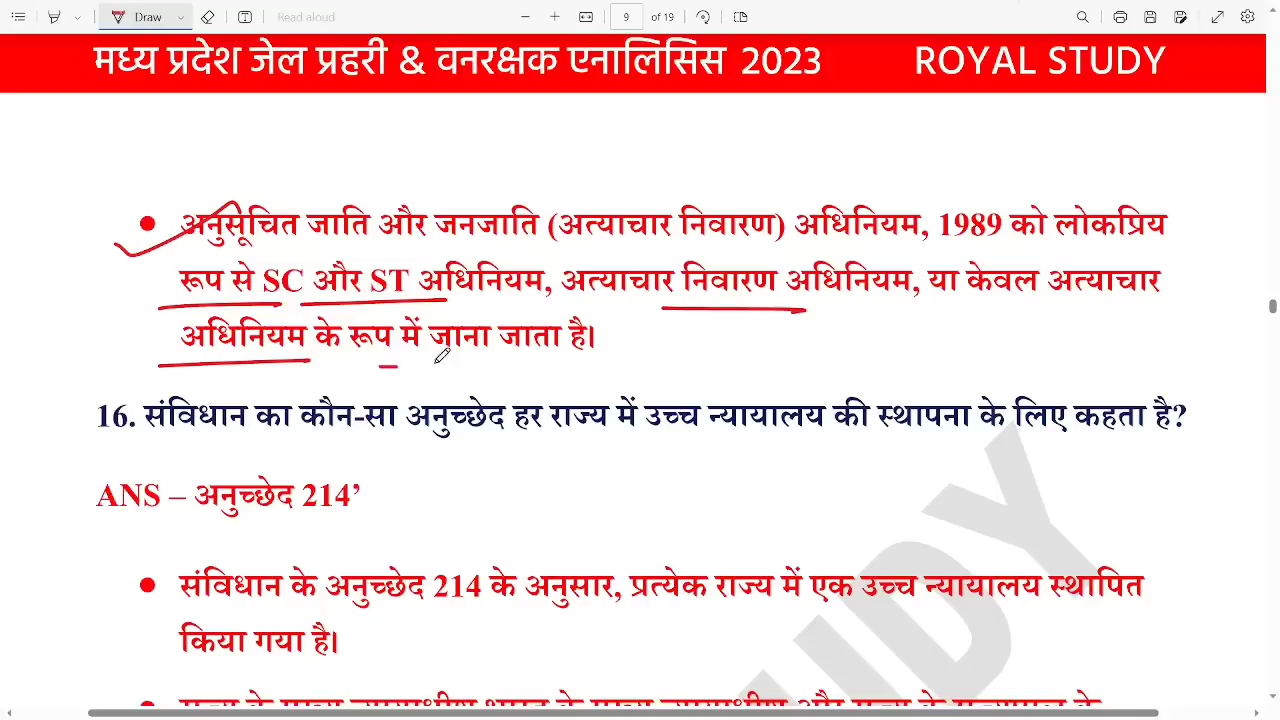 Draw
Read aloud
9 of 19
मध्य प्रदेश जेल प्रहरी & वनरक्षक एनालिसिस 2023 ROYAL STUDY
• अनुसूचित जाति और जनजाति (अत्याचार निवारण) अधिनियम, 1989 को लोकप्रिय
रूप से SC और ST अधिनियम, अत्याचार निवारण अधिनियम, या केवल अत्याचार
अधिनियम के रूप में जाना जाता है।
16. संविधान का कौन-सा अनुच्छेद हर राज्य में उच्च न्यायालय की स्थापना के लिए कहता है?
ANS – अनुच्छेद 214’
• संविधान के अनुच्छेद 214 के अनुसार, प्रत्येक राज्य में एक उच्च न्यायालय स्थापित
किया गया है।
UDY